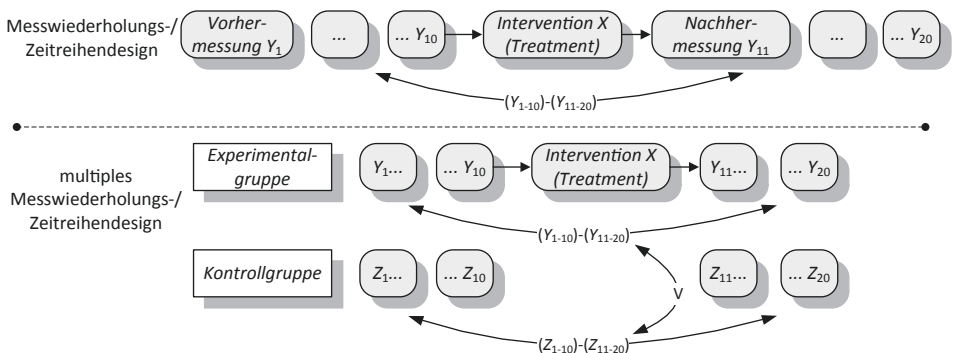 Messwiederholungs-/
Zeitreihendesign
Vorher-
messung Y1
...
... Y10
Intervention X
(Treatment)
Nachher-
messung Y11
...
... Y20
(Y1-10)-(Y11-20)
multiples
Messwiederholungs-/
Zeitreihendesign
Experimental-
gruppe
Y1...
... Y10
Intervention X
(Treatment)
Y11...
... Y20
(Y1-10)-(Y11-20)
Kontrollgruppe
Z1...
... Z10
V
Z11...
... Z20
(Z1-10)-(Z11-20)